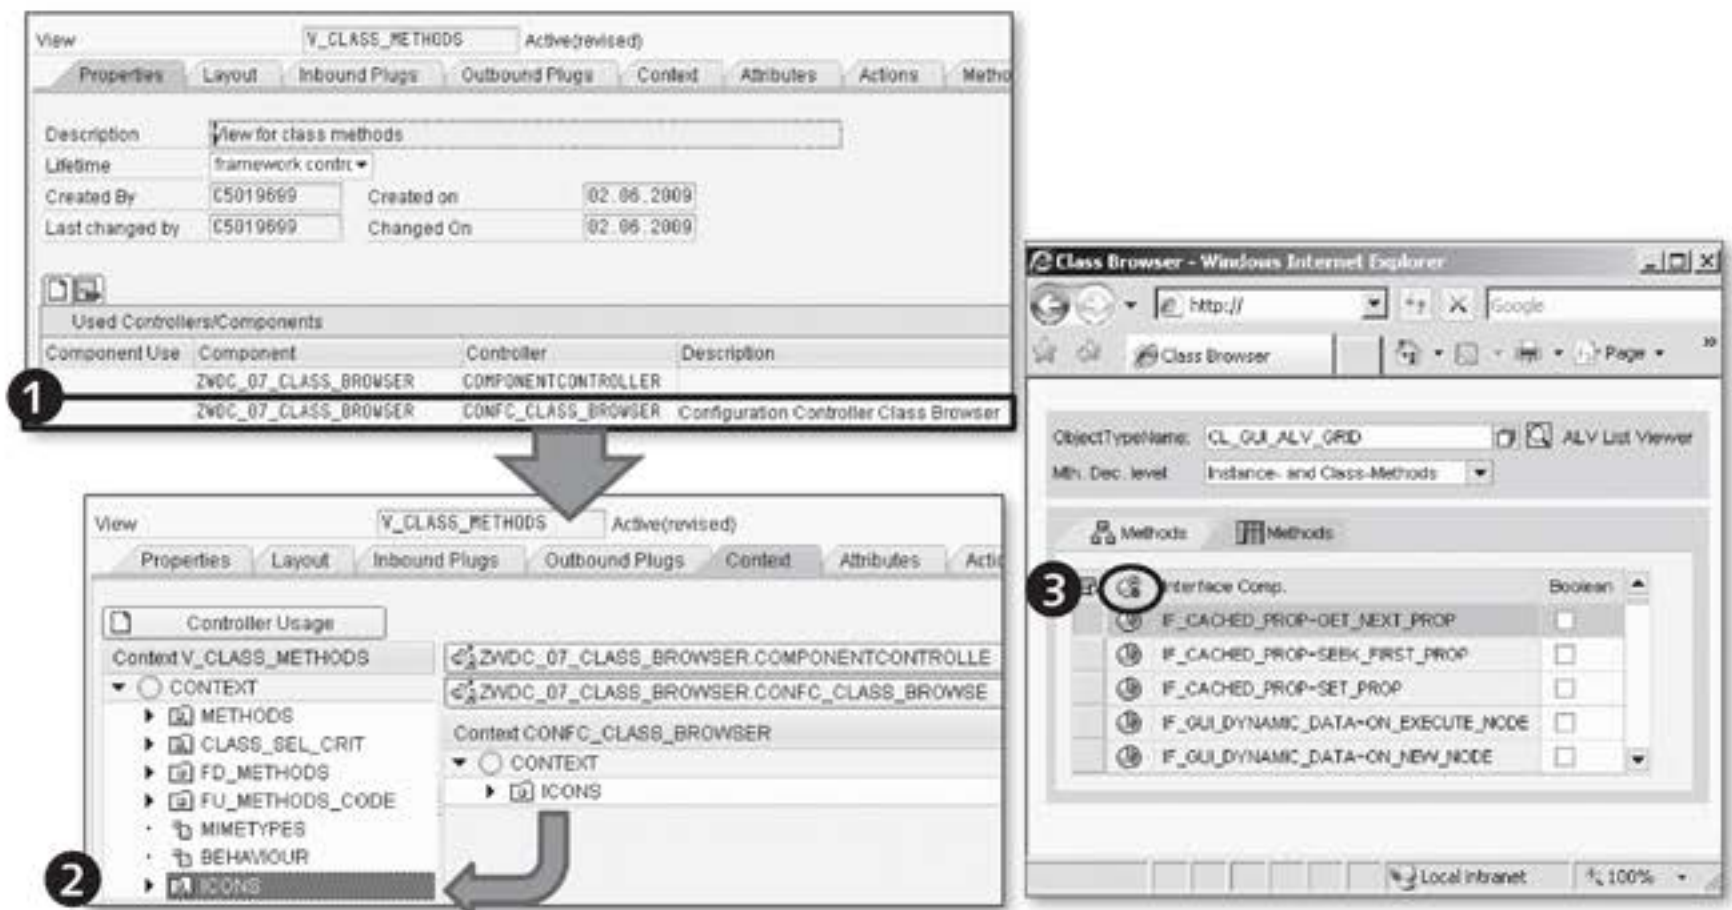 View V_CLASS_METHODS Active(revised)
Properties Layout Inbound Plugs Outbound Plugs Context Attributes Actions Metho
Description View for class methods
Lifetime framework contrc
Created By C5019699 Created on 02.06.2009
Last changed by C5019699 Changed On 02.06.2009
Used Controllers/Components
Component Use Component Controller Description
ZWDC_07_CLASS_BROWSER COMPONENTCONTROLLER
1 ZWDC_07_CLASS_BROWSER CONFC_CLASS_BROWSER Configuration Controller Class Browser
View V_CLASS_METHODS Active(revised)
Properties Layout Inbound Plugs Outbound Plugs Context Attributes Actio
Controller Usage
Context V_CLASS_METHODS
CONTEXT
METHODS
CLASS_SEL_CRIT
FD_METHODS
FU_METHODS_CODE
MIMETYPES
BEHAVIOUR
2 ICONS
ZWDC_07_CLASS_BROWSER.COMPONENTCONTROLLE
ZWDC_07_CLASS_BROWSER.CONFC_CLASS_BROWSE
Context CONFC_CLASS_BROWSER
CONTEXT
ICONS
Class Browser - Windows Internet Explorer
http:// Google
Class Browser Page
ObjectTypeName: CL_GUI_ALV_GRID ALV List Viewer
Mth. Dec. level: Instance- and Class-Methods
Methods Methods
3 Interface Comp. Boolean
IF_CACHED_PROP~GET_NEXT_PROP
IF_CACHED_PROP~SEEK_FIRST_PROP
IF_CACHED_PROP~SET_PROP
IF_GUI_DYNAMIC_DATA~ON_EXECUTE_NODE
IF_GUI_DYNAMIC_DATA~ON_NEW_NODE
Local intranet 100%